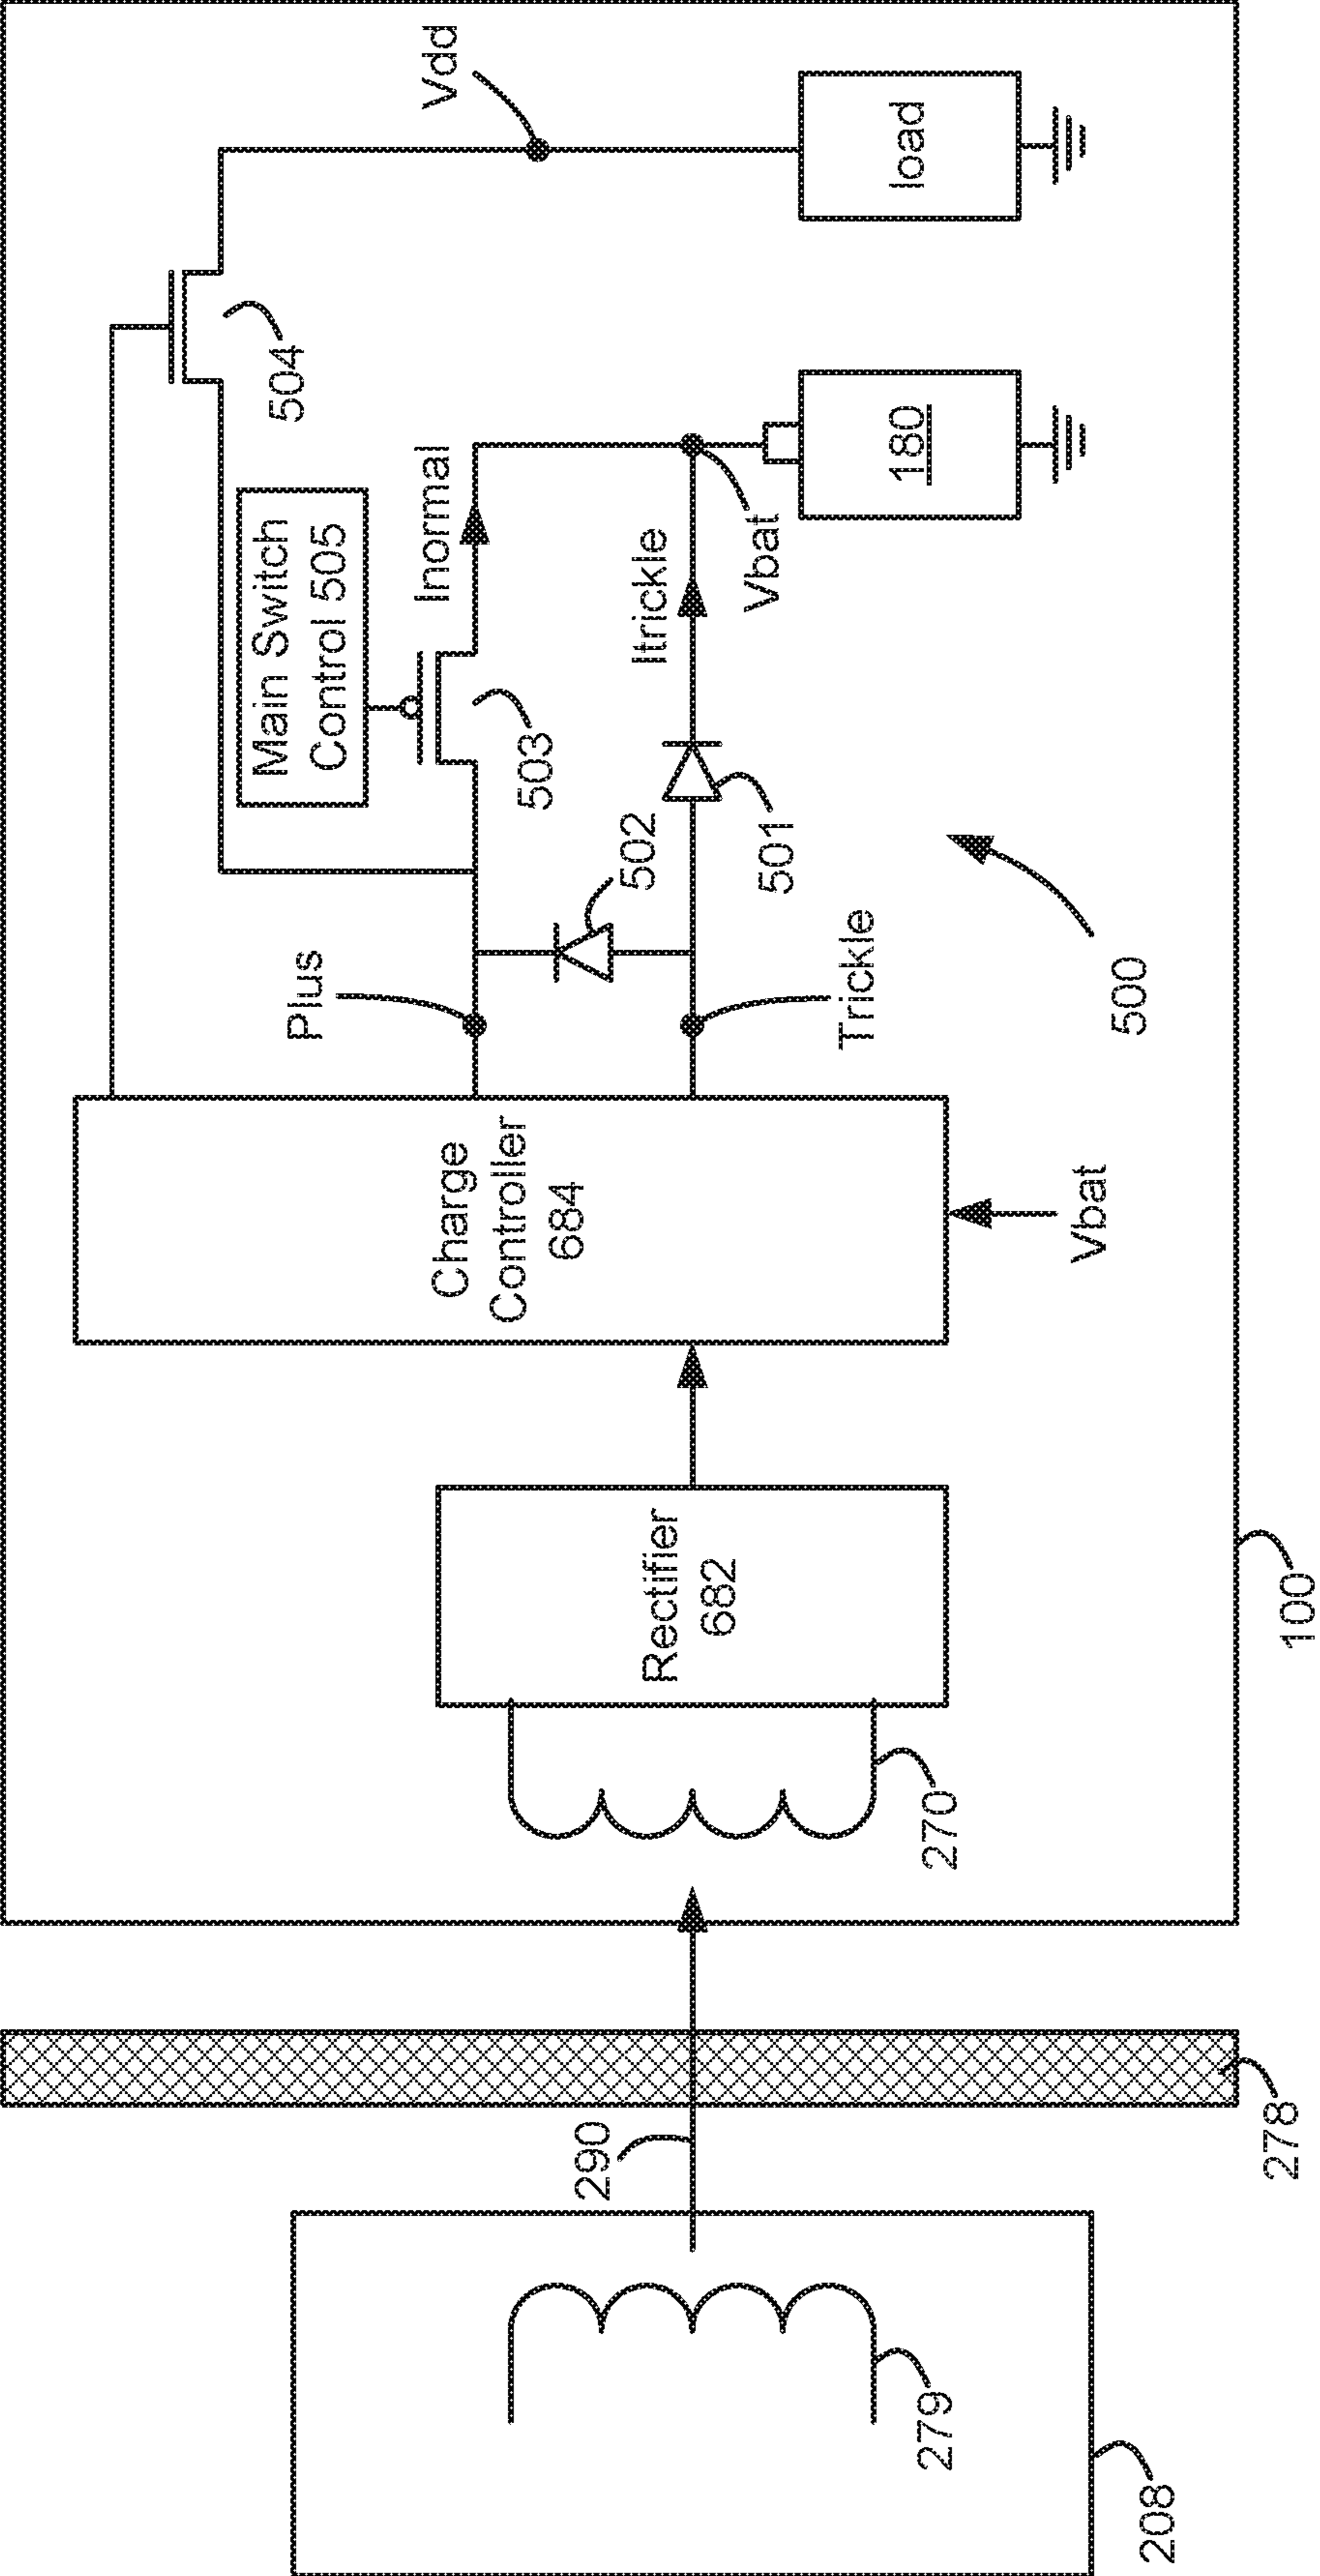 Vdd
504
Main Switch
Control 505
Inormal
load
180
Plus
503
502
Itrickle
Vbat
501
Trickle
500
Charge
Controller
684
Vbat
Rectifier
682
270
100
290
278
279
208